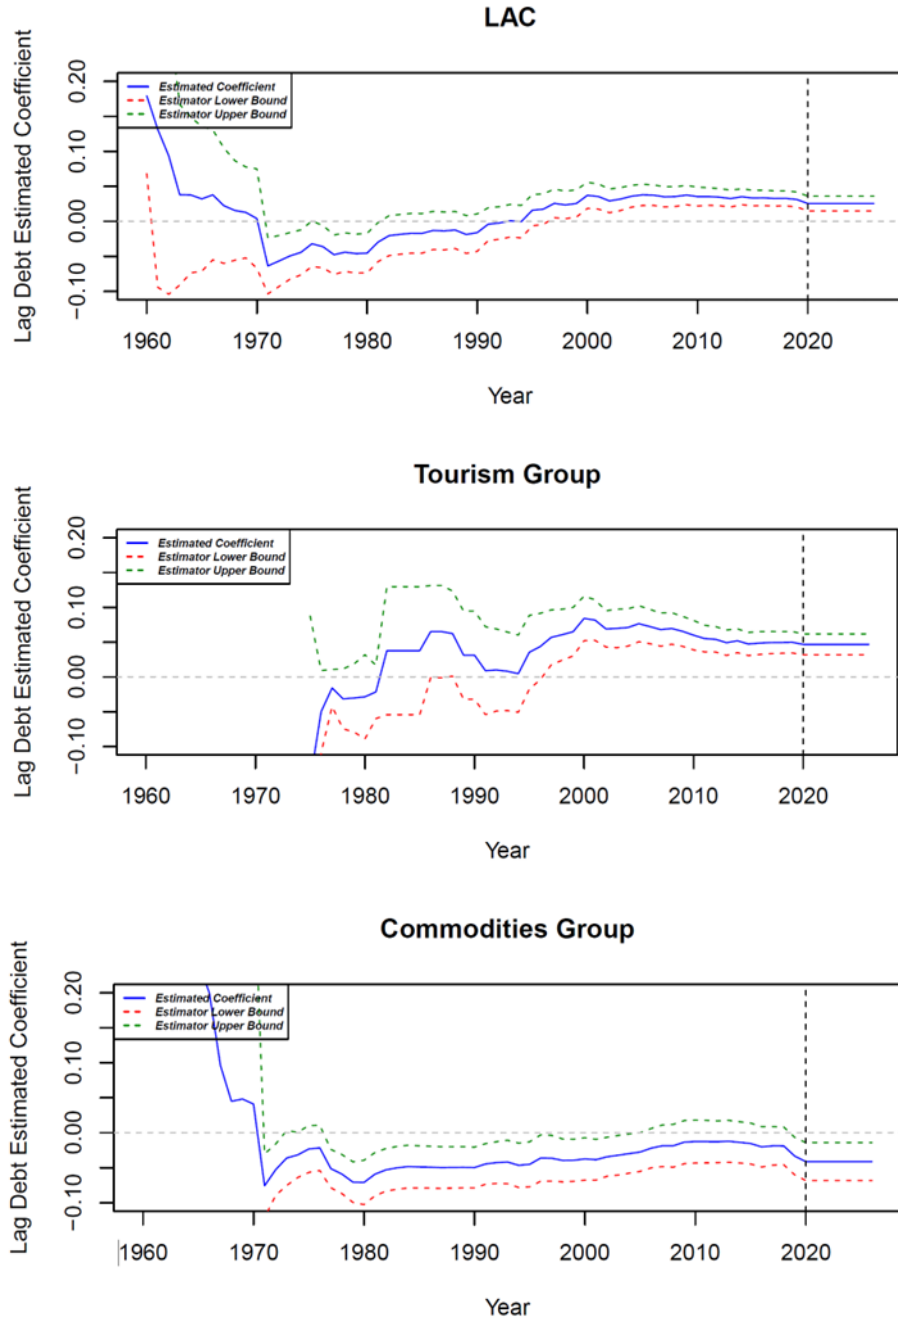 LAC
Lag Debt Estimated Coefficient
0.20
0.10
0.00
−0.10
Estimated Coefficient
Estimator Lower Bound
Estimator Upper Bound
1960 1970 1980 1990 2000 2010 2020
Year
Tourism Group
Lag Debt Estimated Coefficient
0.20
0.10
0.00
−0.10
Estimated Coefficient
Estimator Lower Bound
Estimator Upper Bound
1960 1970 1980 1990 2000 2010 2020
Year
Commodities Group
Lag Debt Estimated Coefficient
0.20
0.10
0.00
−0.10
Estimated Coefficient
Estimator Lower Bound
Estimator Upper Bound
1960 1970 1980 1990 2000 2010 2020
Year